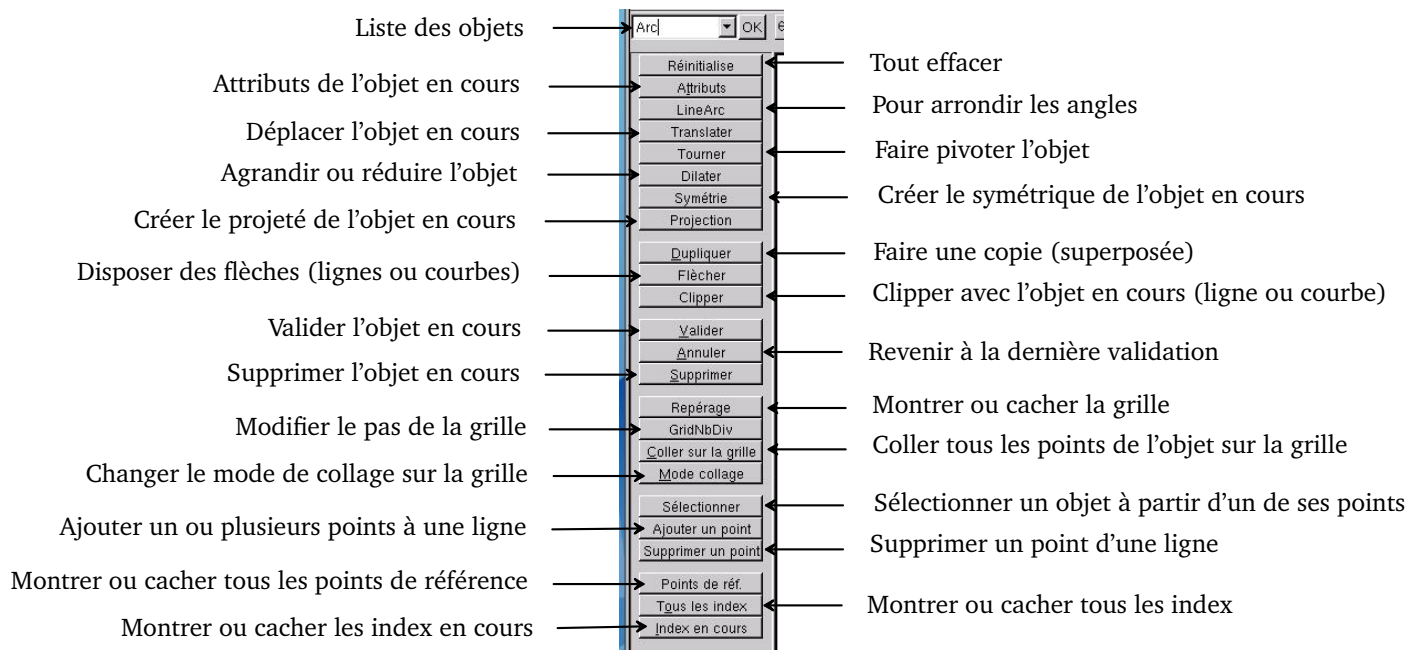 Liste des objets
Arc
OK
Réinitialise
Tout effacer
Attributs de l'objet en cours
Attributs
LineArc
Pour arrondir les angles
Déplacer l'objet en cours
Translater
Tourner
Faire pivoter l'objet
Agrandir ou réduire l'objet
Dilater
Symétrie
Créer le symétrique de l'objet en cours
Créer le projeté de l'objet en cours
Projection
Dupliquer
Faire une copie (superposée)
Disposer des flèches (lignes ou courbes)
Flècher
Clipper
Clipper avec l'objet en cours (ligne ou courbe)
Valider l'objet en cours
Valider
Annuler
Revenir à la dernière validation
Supprimer l'objet en cours
Supprimer
Repérage
Montrer ou cacher la grille
Modifier le pas de la grille
GridNbDiv
Coller sur la grille
Coller tous les points de l'objet sur la grille
Changer le mode de collage sur la grille
Mode collage
Sélectionner
Sélectionner un objet à partir d'un de ses points
Ajouter un ou plusieurs points à une ligne
Ajouter un point
Supprimer un point
Supprimer un point d'une ligne
Montrer ou cacher tous les points de référence
Points de réf.
Tous les index
Montrer ou cacher tous les index
Montrer ou cacher les index en cours
Index en cours